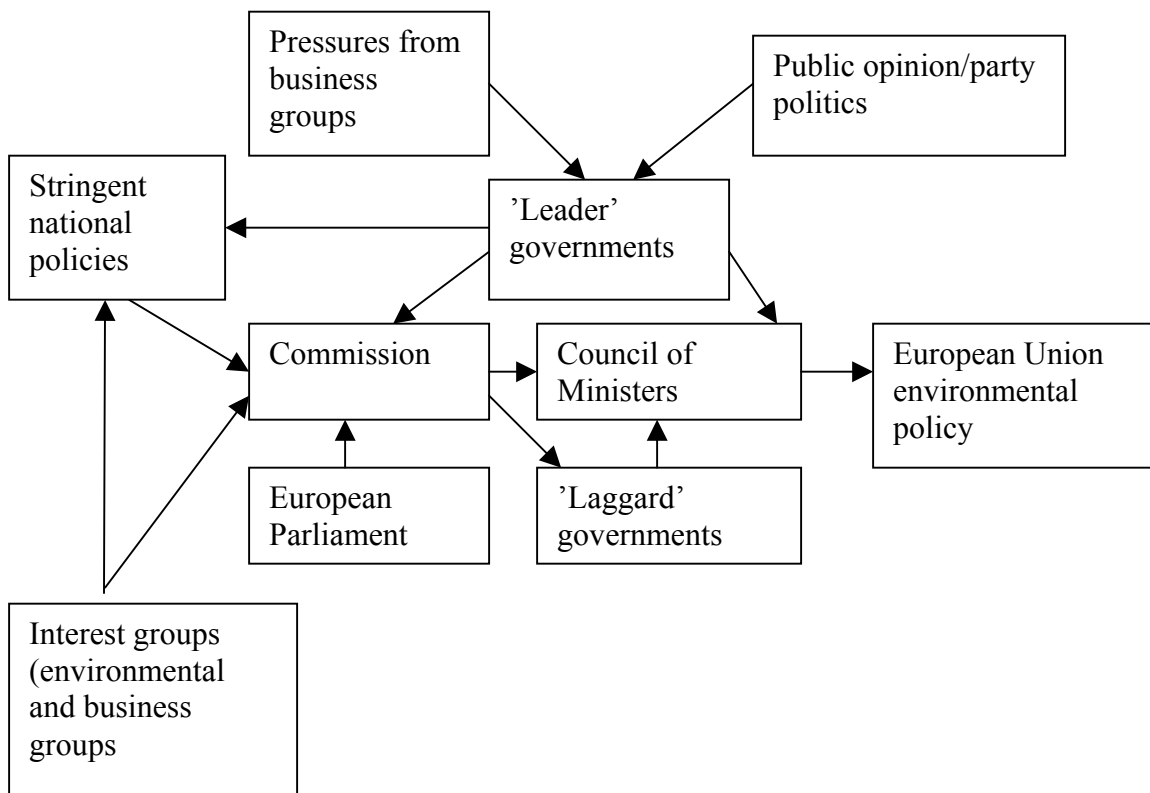 Pressures from
business
groups
Public opinion/party
politics
Stringent
national
policies
’Leader’
governments
Commission
Council of
Ministers
European Union
environmental
policy
European
Parliament
’Laggard’
governments
Interest groups
(environmental
and business
groups